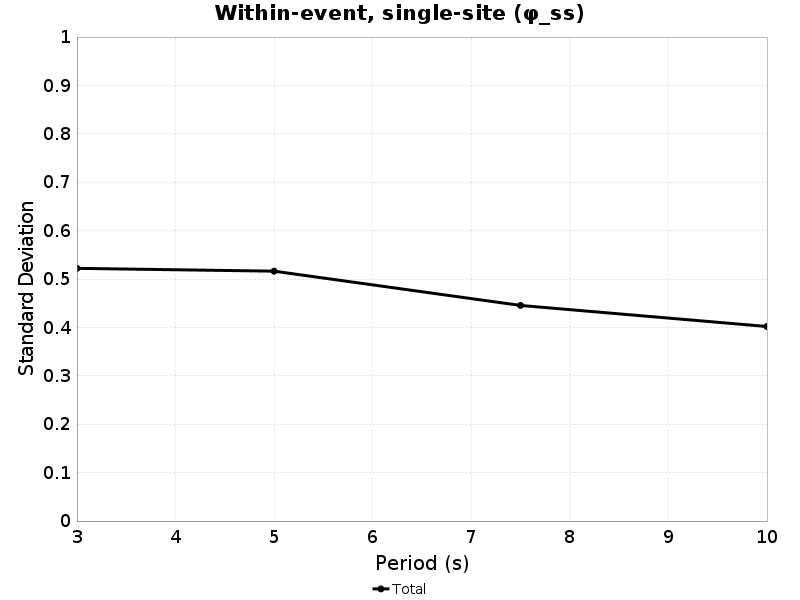 Within-event, single-site (φ_ss)
1
0.9
0.8
0.7
0.6
0.5
0.4
0.3
0.2
0.1
0
Standard Deviation
3 4 5 6 7 8 9 10
Period (s)
Total